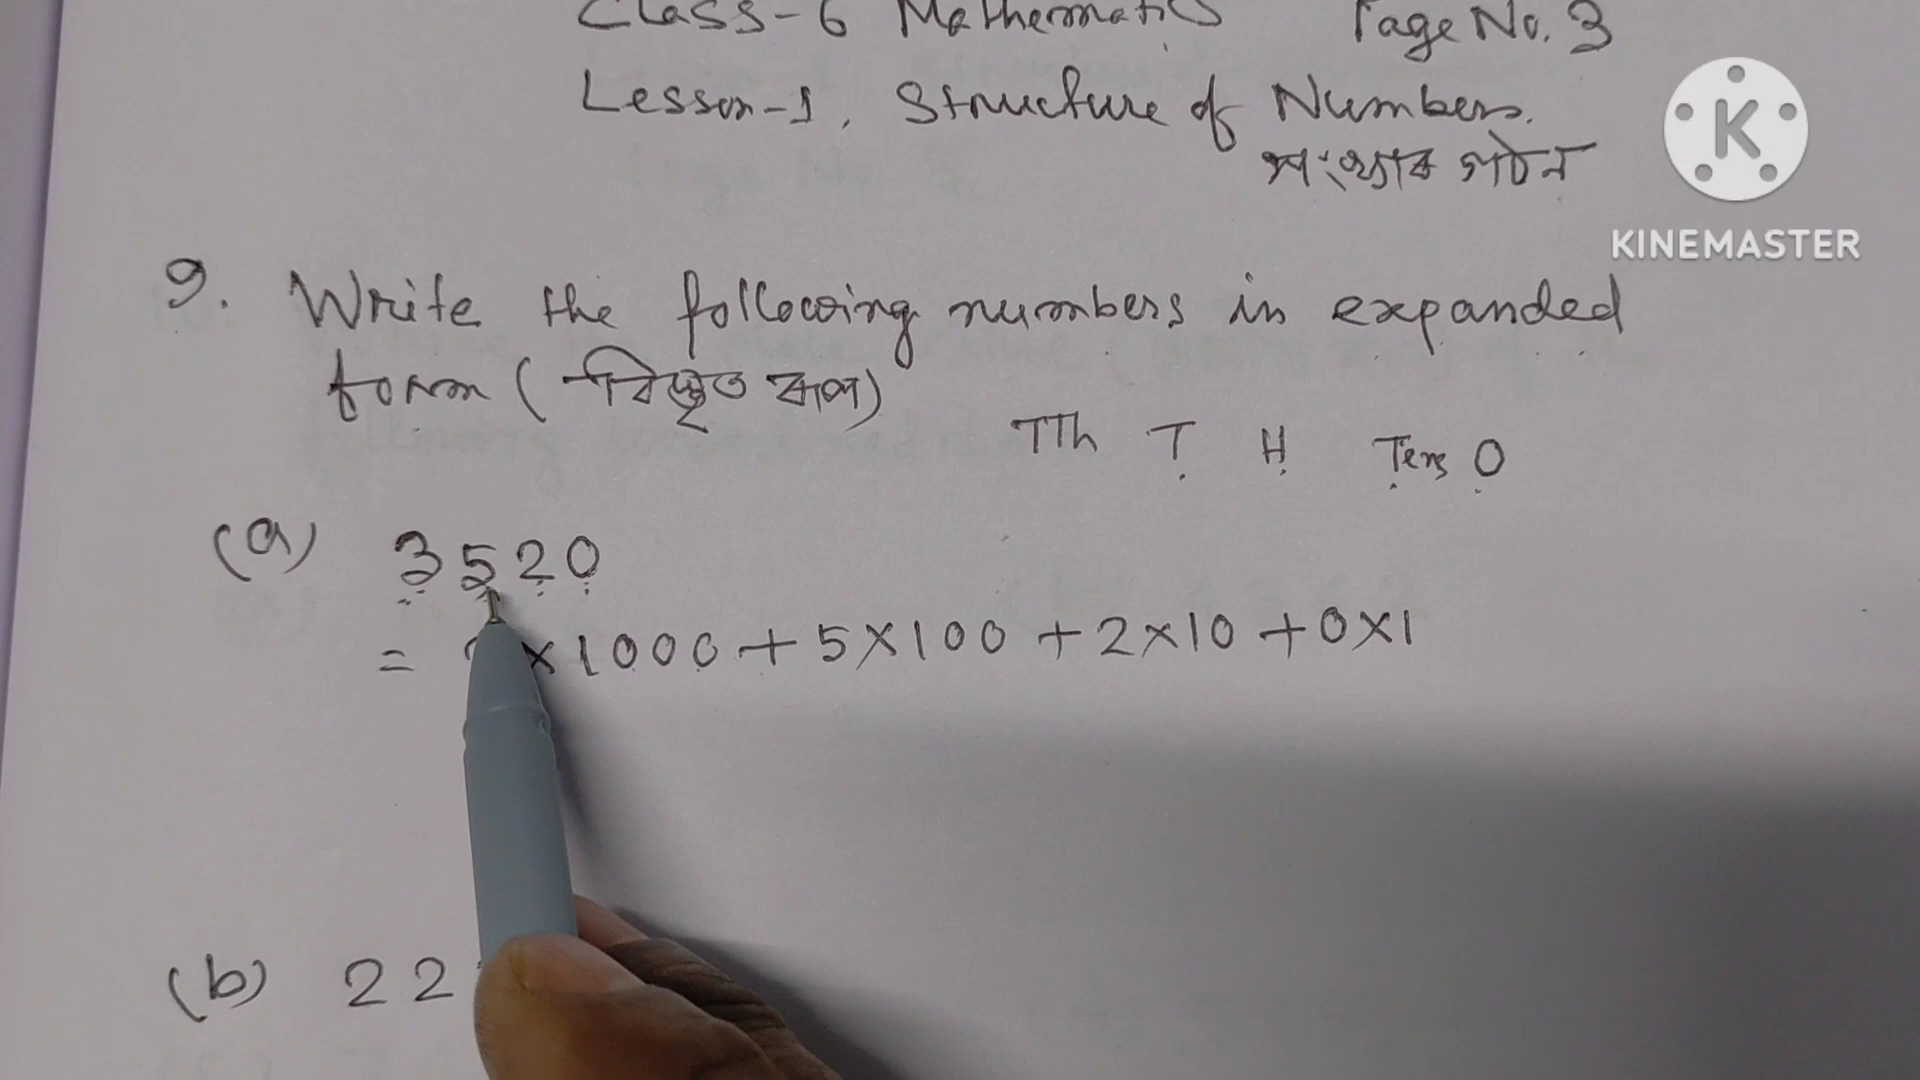 Class-6 Mathematics Page No. 3
Lesson-1, Structure of Numbers.
সংখ্যাৰ গঠন
KINEMASTER
9. Write the following numbers in expanded
form (বিস্তৃত ৰূপ)
TTh T H Tens O
(a) 3520
= ×1000 + 5×100 + 2×10 + 0×1
(b) 22